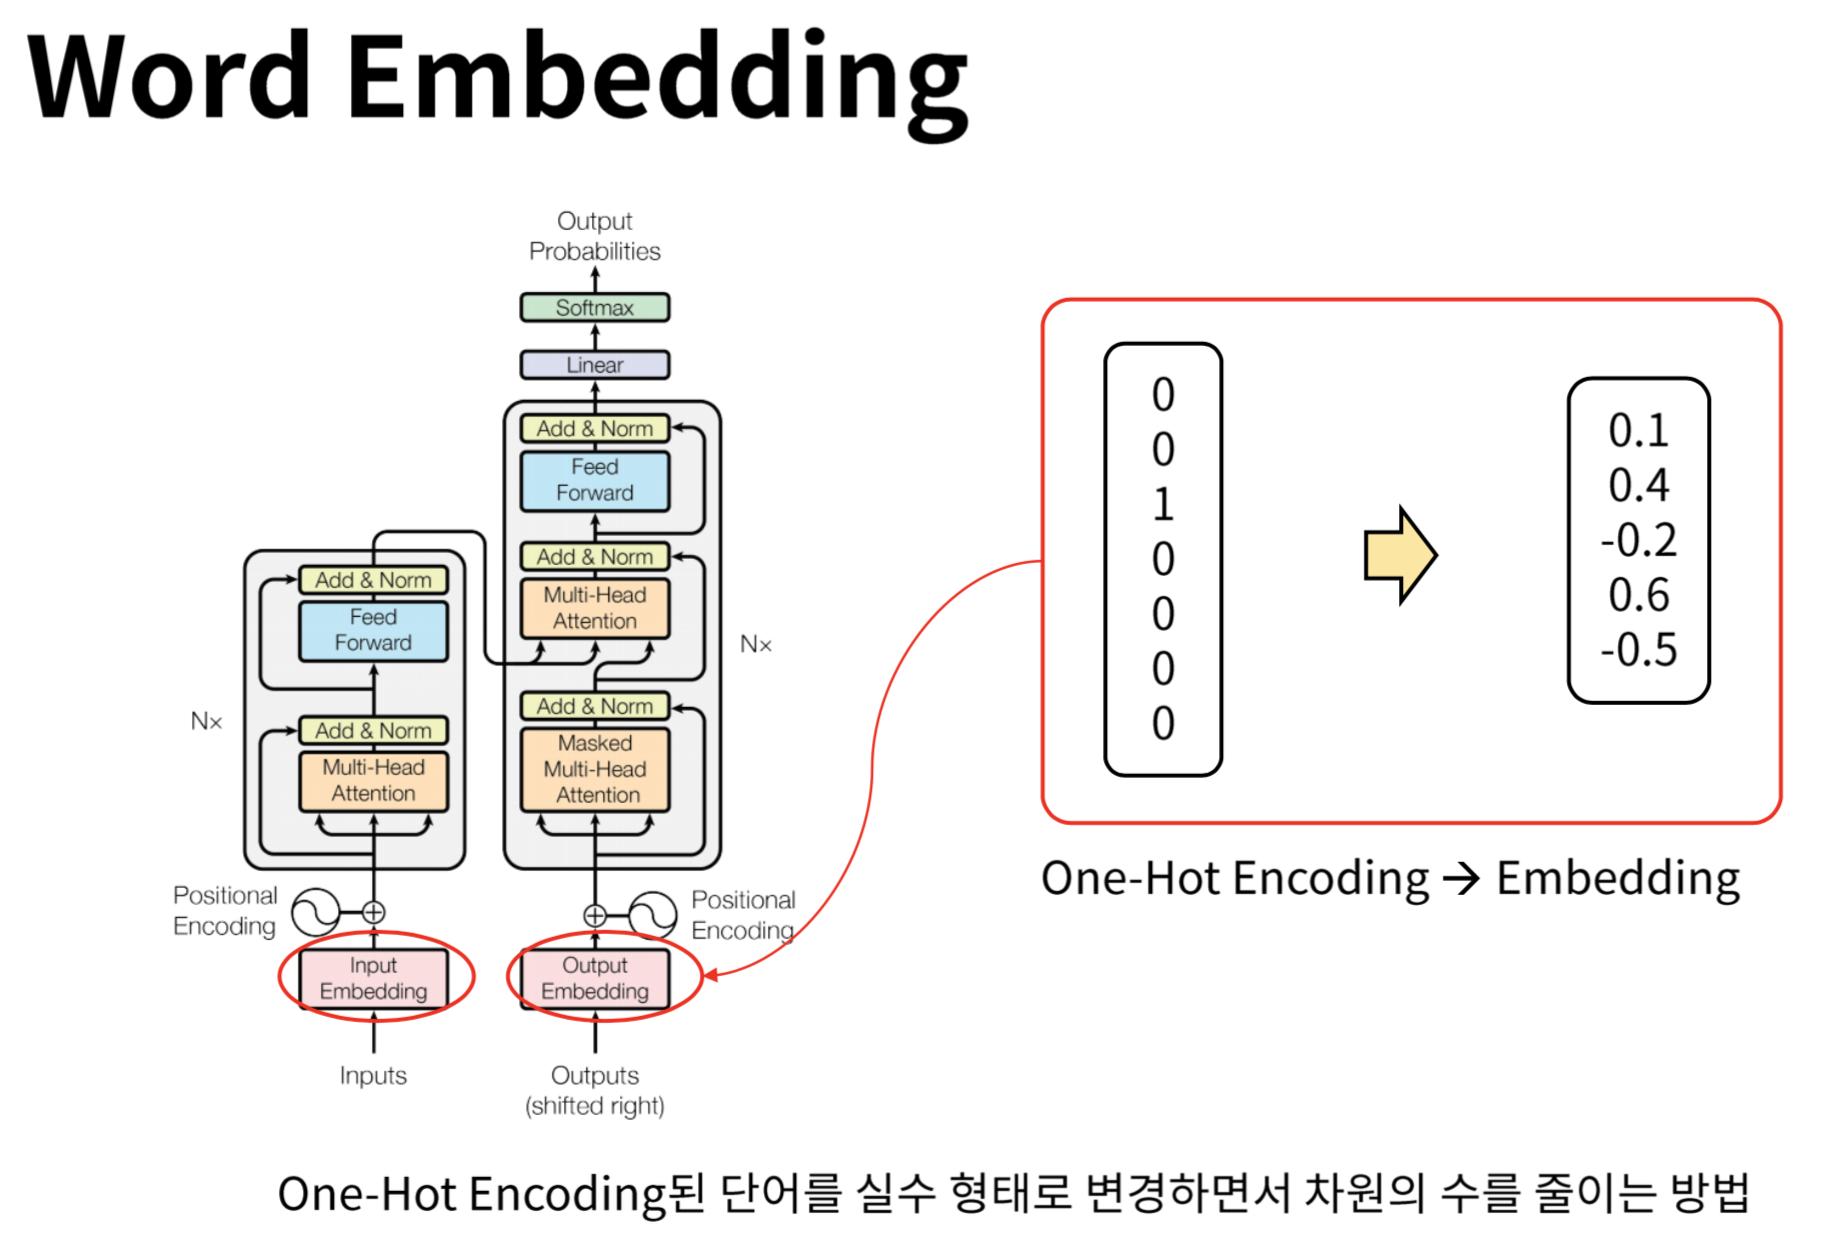 Word Embedding
Output
Probabilities
Softmax
Linear
Add & Norm
Feed
Forward
Add & Norm
Multi-Head
Attention
N×
Add & Norm
Masked
Multi-Head
Attention
Add & Norm
Feed
Forward
N×
Add & Norm
Multi-Head
Attention
Positional
Encoding
Positional
Encoding
Input
Embedding
Output
Embedding
Inputs
Outputs
(shifted right)
0
0
1
0
0
0
0
0.1
0.4
-0.2
0.6
-0.5
One-Hot Encoding → Embedding
One-Hot Encoding된 단어를 실수 형태로 변경하면서 차원의 수를 줄이는 방법